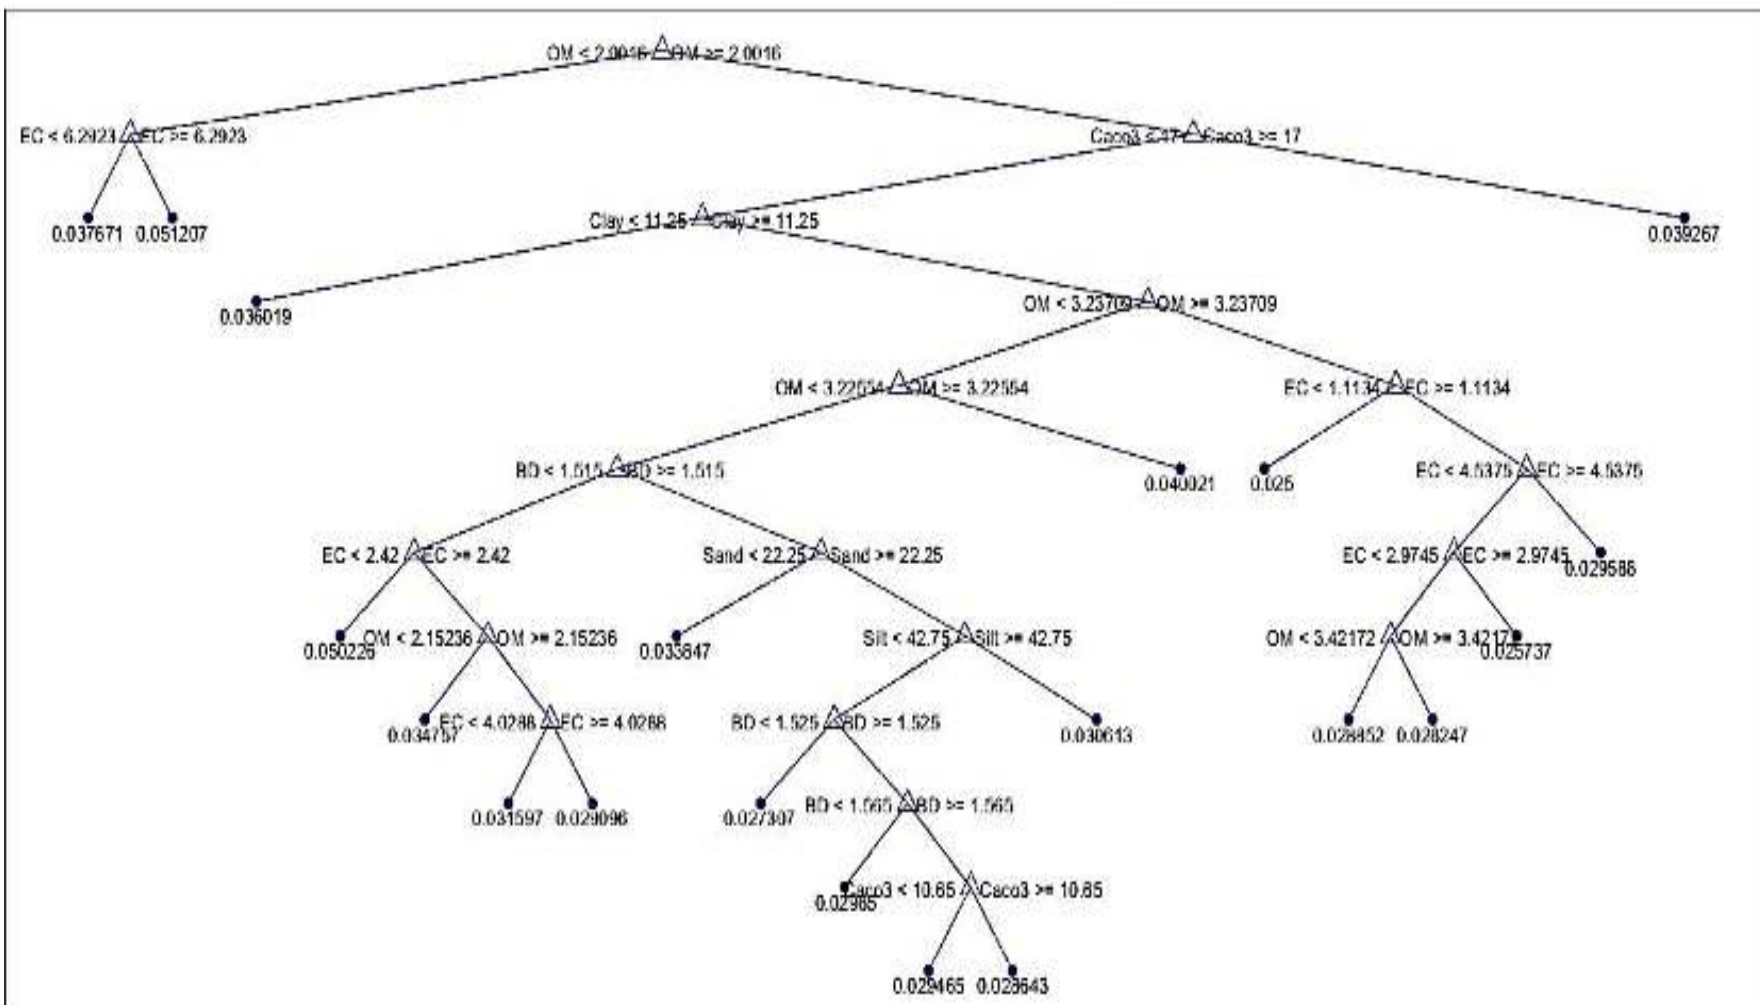 OM < 2.0016 OM >= 2.0016
EC < 6.2923 EC >= 6.2923 Caco3 < 17 Caco3 >= 17
0.037671 0.051207 Clay < 11.25 Clay >= 11.25 0.039267
0.036019 OM < 3.23709 OM >= 3.23709
OM < 3.22554 OM >= 3.22554 EC < 1.1134 EC >= 1.1134
BD < 1.515 BD >= 1.515 0.040021 0.025 EC < 4.5375 EC >= 4.5375
EC < 2.42 EC >= 2.42 Sand < 22.25 Sand >= 22.25 EC < 2.9745 EC >= 2.9745 0.029588
0.050226 OM < 2.15236 OM >= 2.15236 0.033847 Silt < 42.75 Silt >= 42.75 OM < 3.42172 OM >= 3.42172 0.025737
0.034757 EC < 4.0288 EC >= 4.0288 BD < 1.525 BD >= 1.525 0.030613 0.028247
0.031597 0.029096 0.027307 BD < 1.565 BD >= 1.565
0.02985 Caco3 < 10.65 Caco3 >= 10.65
0.029465 0.028643